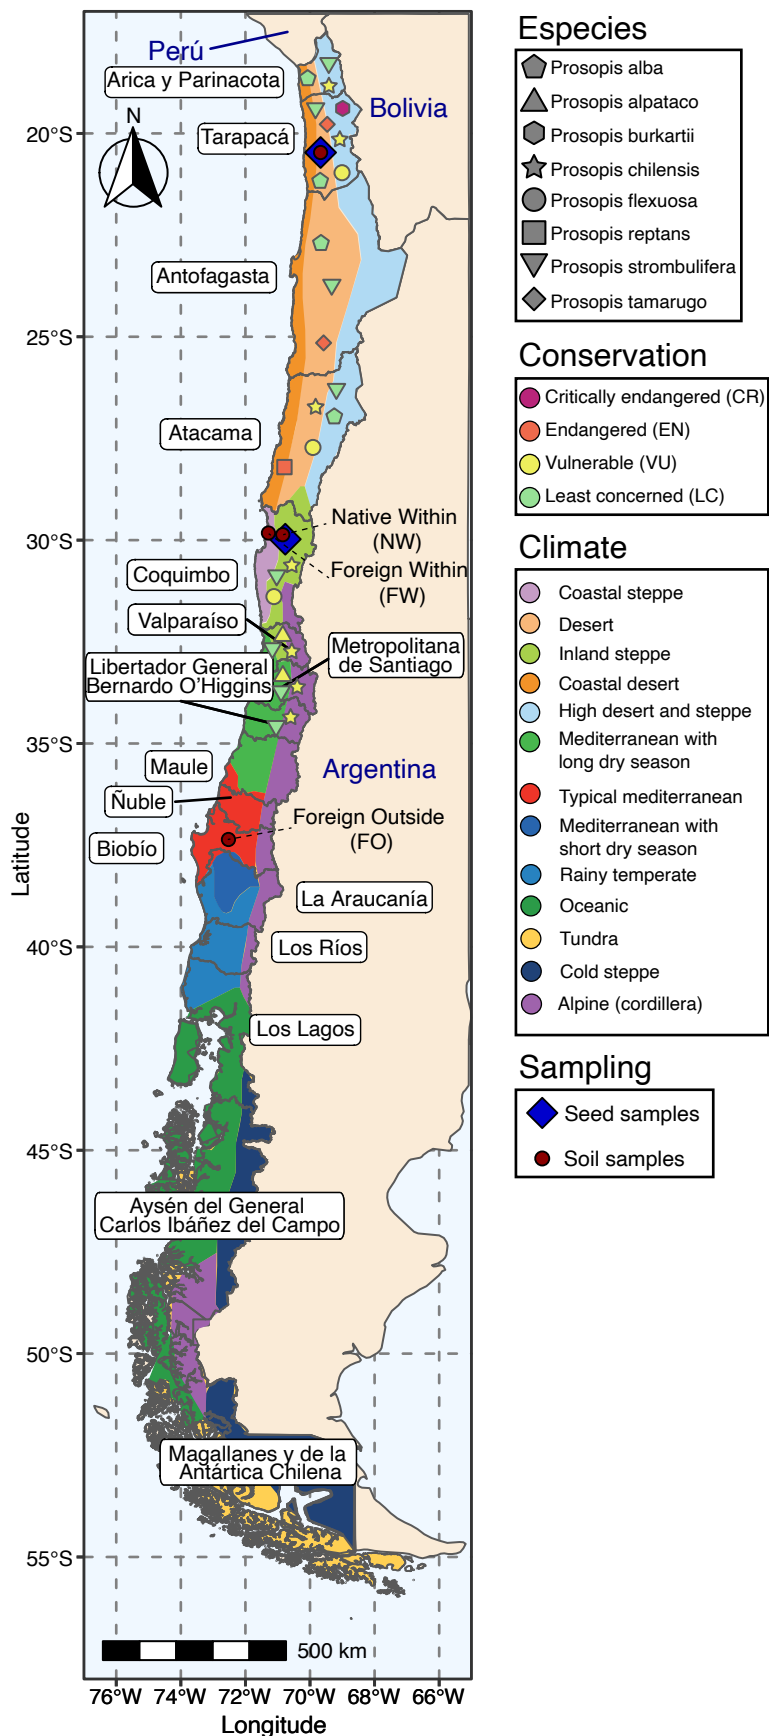 Perú
Arica y Parinacota
Bolivia
N
Tarapacá
20°S
Antofagasta
25°S
Atacama
Native Within
(NW)
30°S
Foreign Within
(FW)
Coquimbo
Valparaíso
Metropolitana
de Santiago
Libertador General
Bernardo O'Higgins
35°S
Maule
Argentina
Ñuble
Foreign Outside
(FO)
Biobío
La Araucanía
Los Ríos
40°S
Los Lagos
45°S
Aysén del General
Carlos Ibáñez del Campo
50°S
Magallanes y de la
Antártica Chilena
55°S
500 km
76°W 74°W 72°W 70°W 68°W 66°W
Longitude
Latitude
Especies
Prosopis alba
Prosopis alpataco
Prosopis burkartii
Prosopis chilensis
Prosopis flexuosa
Prosopis reptans
Prosopis strombulifera
Prosopis tamarugo
Conservation
Critically endangered (CR)
Endangered (EN)
Vulnerable (VU)
Least concerned (LC)
Climate
Coastal steppe
Desert
Inland steppe
Coastal desert
High desert and steppe
Mediterranean with
long dry season
Typical mediterranean
Mediterranean with
short dry season
Rainy temperate
Oceanic
Tundra
Cold steppe
Alpine (cordillera)
Sampling
Seed samples
Soil samples